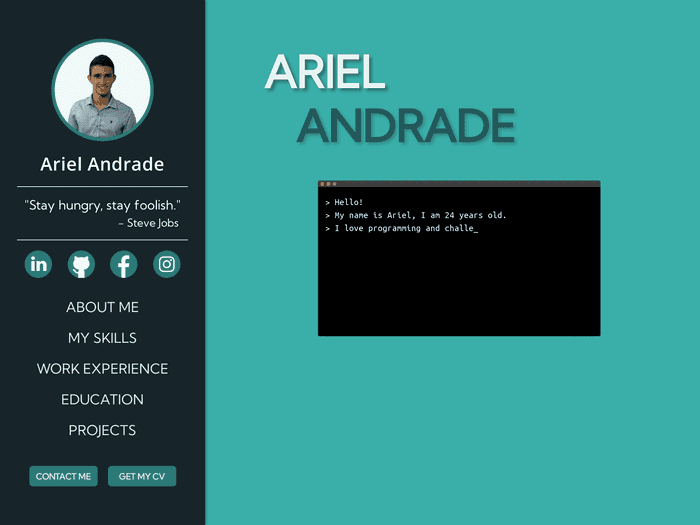 Ariel Andrade
"Stay hungry, stay foolish."
– Steve Jobs
in
ABOUT ME
MY SKILLS
WORK EXPERIENCE
EDUCATION
PROJECTS
CONTACT ME
GET MY CV
ARIEL
ANDRADE
> Hello!
> My name is Ariel, I am 24 years old.
> I love programming and challe_